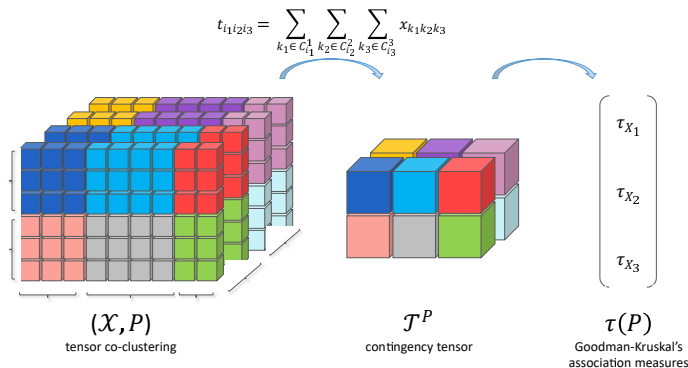 t_{i_1 i_2 i_3} = \sum_{k_1 \in C^1_{i_1}} \sum_{k_2 \in C^2_{i_2}} \sum_{k_3 \in C^3_{i_3}} x_{k_1 k_2 k_3}
τ_{X_1}
τ_{X_2}
τ_{X_3}
(𝒳, P)
tensor co-clustering
𝒯^P
contingency tensor
τ(P)
Goodman-Kruskal's
association measures